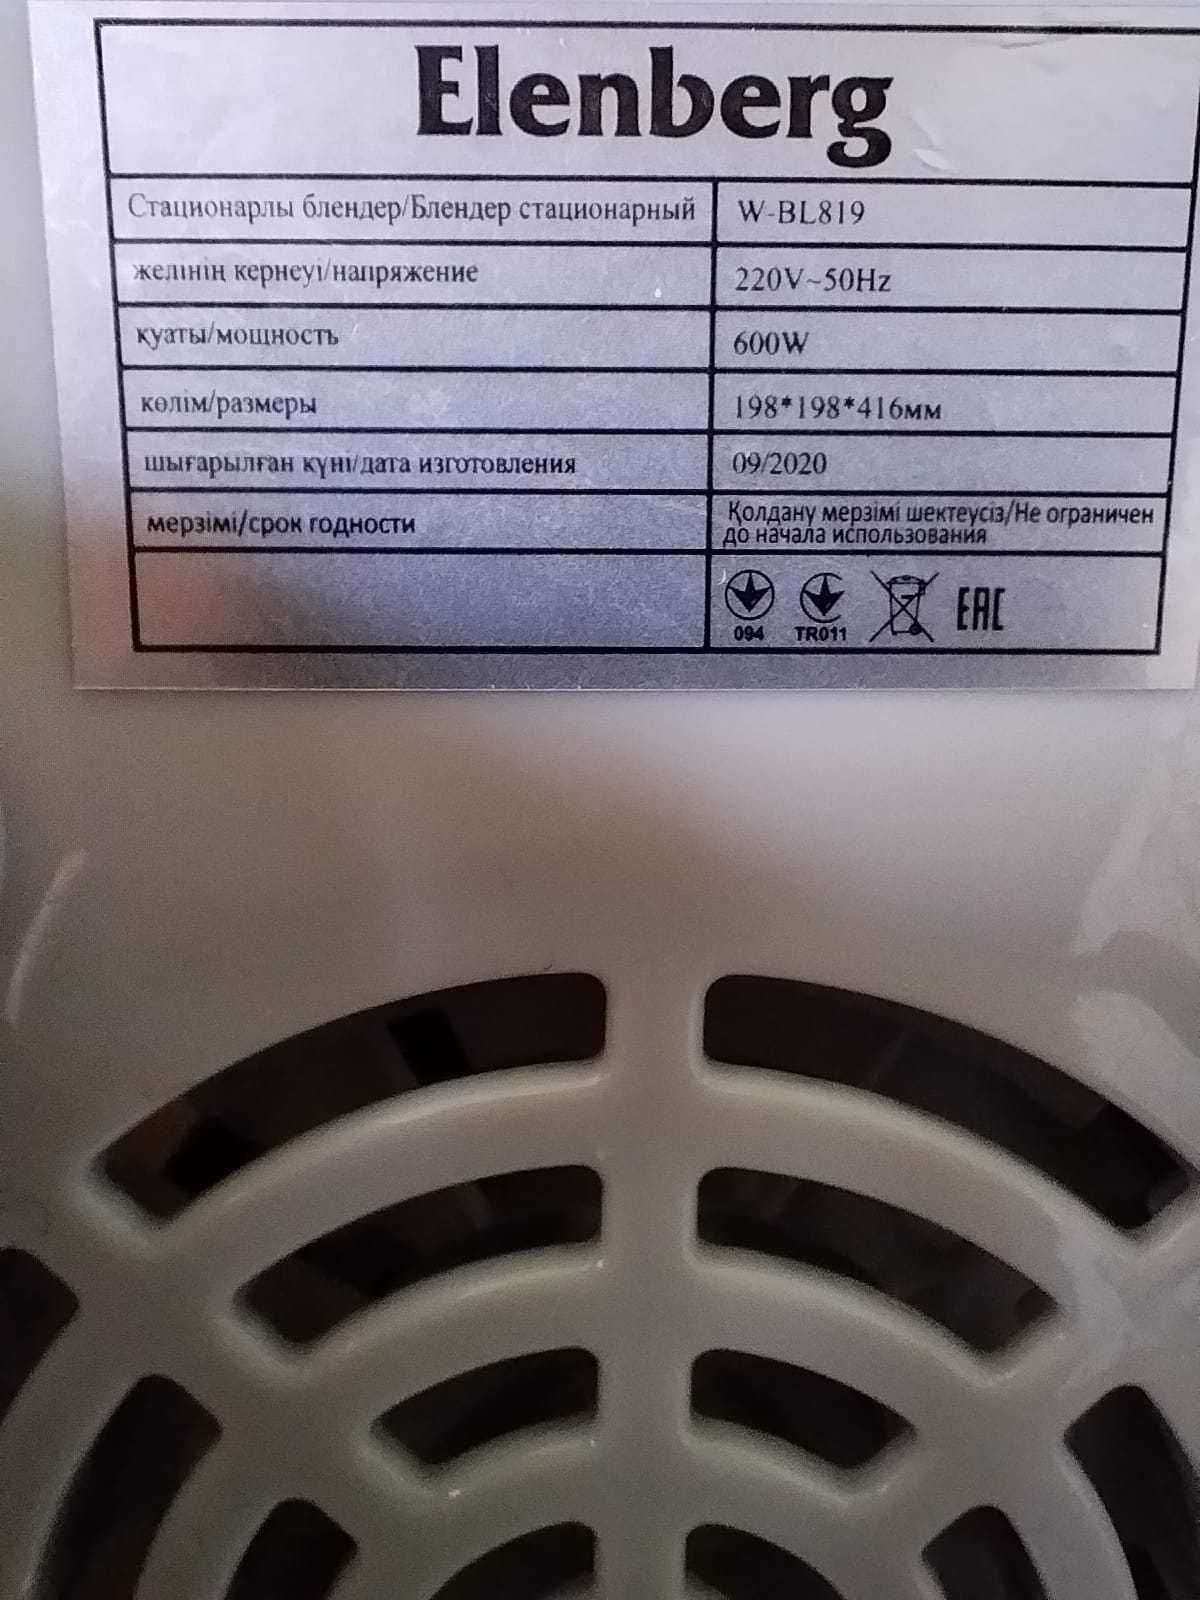 Elenberg
Стационарлы блендер/Блендер стационарный W-BL819
желінің кернеуі/напряжение 220V~50Hz
қуаты/мощность 600W
көлім/размеры 198*198*416мм
шығарылған күні/дата изготовления 09/2020
мерзімі/срок годности Қолдану мерзімі шектеусіз/Не ограничен
до начала использования
094 TR011 EAC